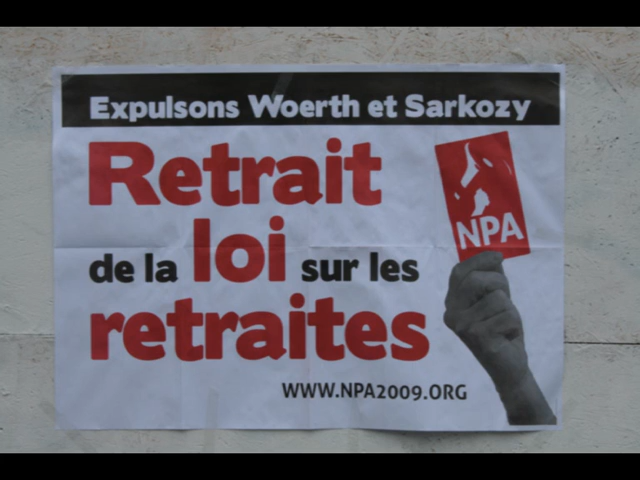 Expulsons Woerth et Sarkozy
Retrait
de la loi sur les
retraites
NPA
WWW.NPA2009.ORG